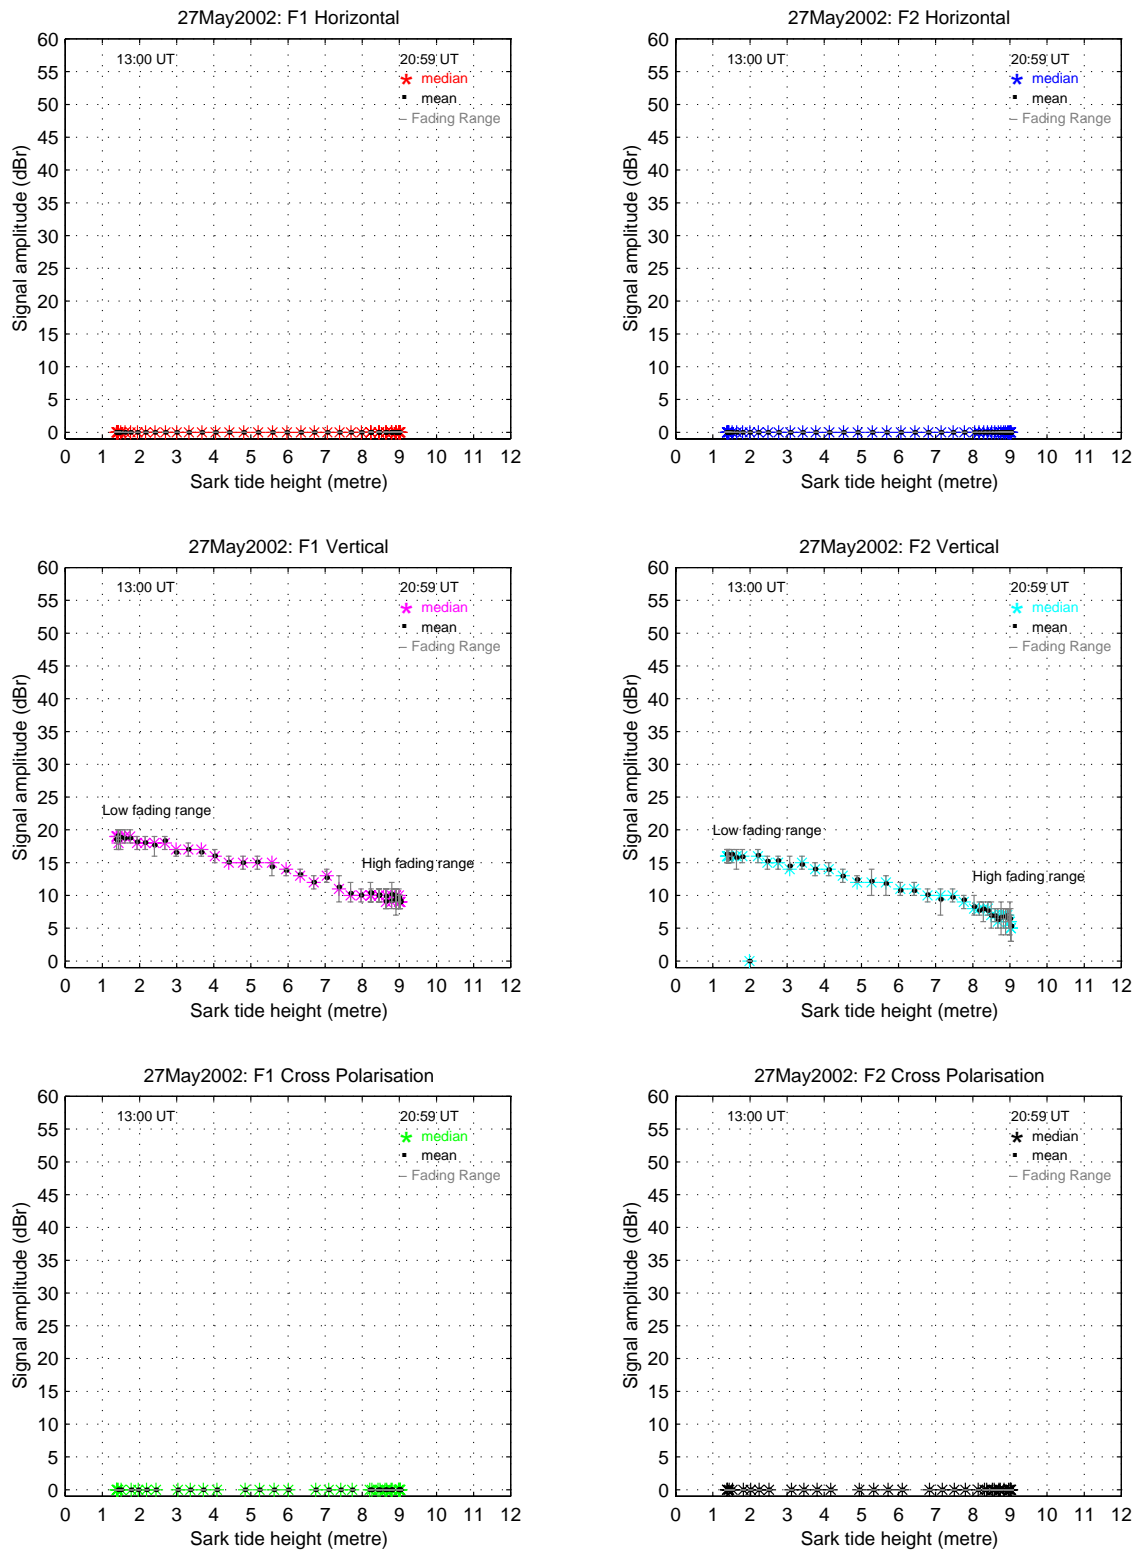 27May2002: F1 Horizontal
60
55
50
45
40
35
30
25
20
15
10
5
0
Signal amplitude (dBr)
13:00 UT
20:59 UT
median
mean
Fading Range
0 1 2 3 4 5 6 7 8 9 10 11 12
Sark tide height (metre)
27May2002: F2 Horizontal
60
55
50
45
40
35
30
25
20
15
10
5
0
Signal amplitude (dBr)
13:00 UT
20:59 UT
median
mean
Fading Range
0 1 2 3 4 5 6 7 8 9 10 11 12
Sark tide height (metre)
27May2002: F1 Vertical
60
55
50
45
40
35
30
25
20
15
10
5
0
Signal amplitude (dBr)
13:00 UT
20:59 UT
median
mean
Fading Range
Low fading range
High fading range
0 1 2 3 4 5 6 7 8 9 10 11 12
Sark tide height (metre)
27May2002: F2 Vertical
60
55
50
45
40
35
30
25
20
15
10
5
0
Signal amplitude (dBr)
13:00 UT
20:59 UT
median
mean
Fading Range
Low fading range
High fading range
0 1 2 3 4 5 6 7 8 9 10 11 12
Sark tide height (metre)
27May2002: F1 Cross Polarisation
60
55
50
45
40
35
30
25
20
15
10
5
0
Signal amplitude (dBr)
13:00 UT
20:59 UT
median
mean
Fading Range
0 1 2 3 4 5 6 7 8 9 10 11 12
Sark tide height (metre)
27May2002: F2 Cross Polarisation
60
55
50
45
40
35
30
25
20
15
10
5
0
Signal amplitude (dBr)
13:00 UT
20:59 UT
median
mean
Fading Range
0 1 2 3 4 5 6 7 8 9 10 11 12
Sark tide height (metre)